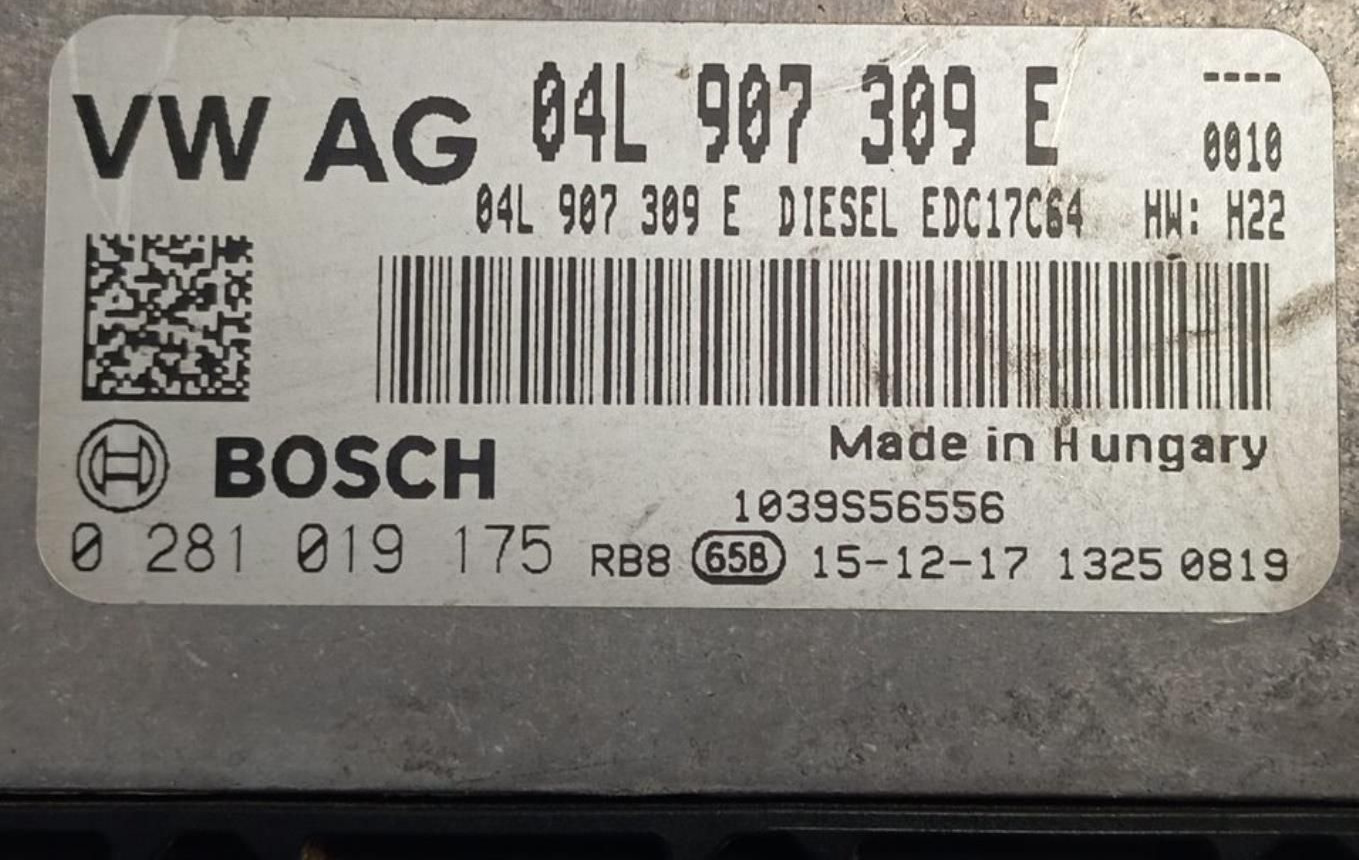 VW AG 04L 907 309 E ----
0010
04L 907 309 E DIESEL EDC17C64 HW: H22
BOSCH
Made in Hungary
1039S56556
0 281 019 175 RB8 65B 15-12-17 1325 0819